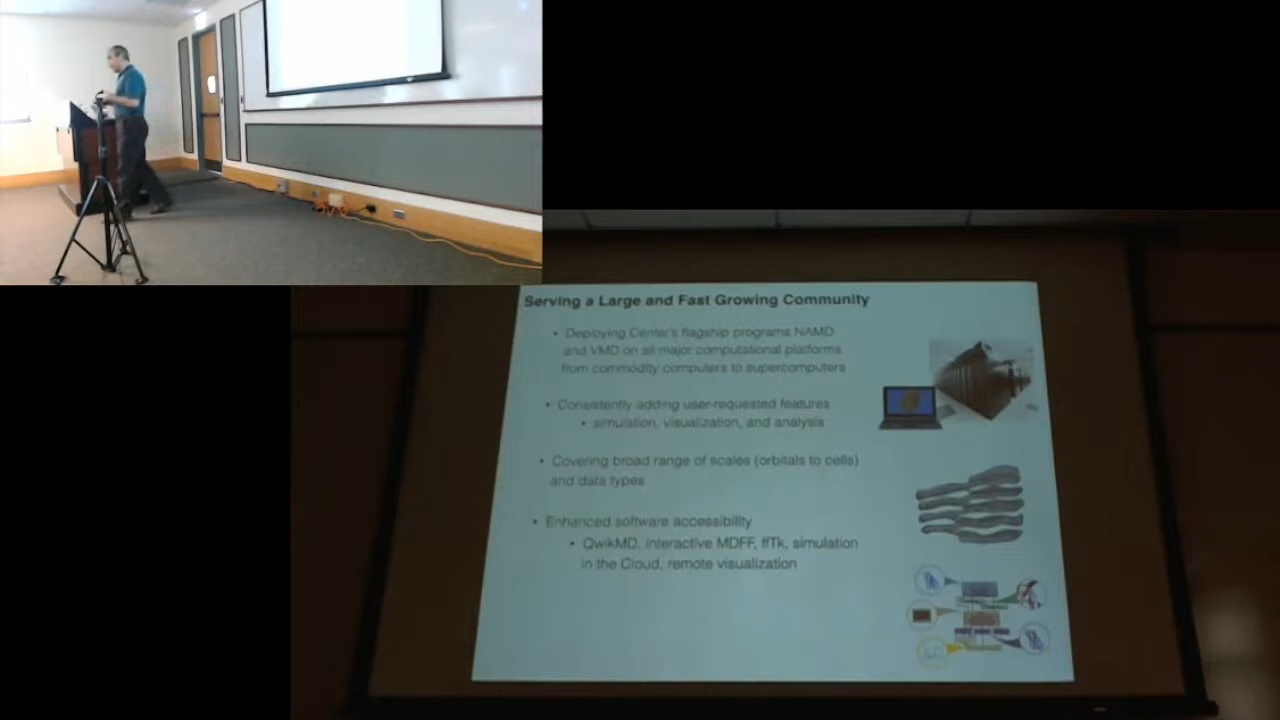 Serving a Large and Fast Growing Community
• Deploying Center's flagship programs NAMD
and VMD on all major computational platforms
from commodity computers to supercomputers
• Consistently adding user-requested features
• simulation, visualization, and analysis
• Covering broad range of scales (orbitals to cells)
and data types
• Enhanced software accessibility
• QwikMD, interactive MDFF, ffTk, simulation
in the Cloud, remote visualization